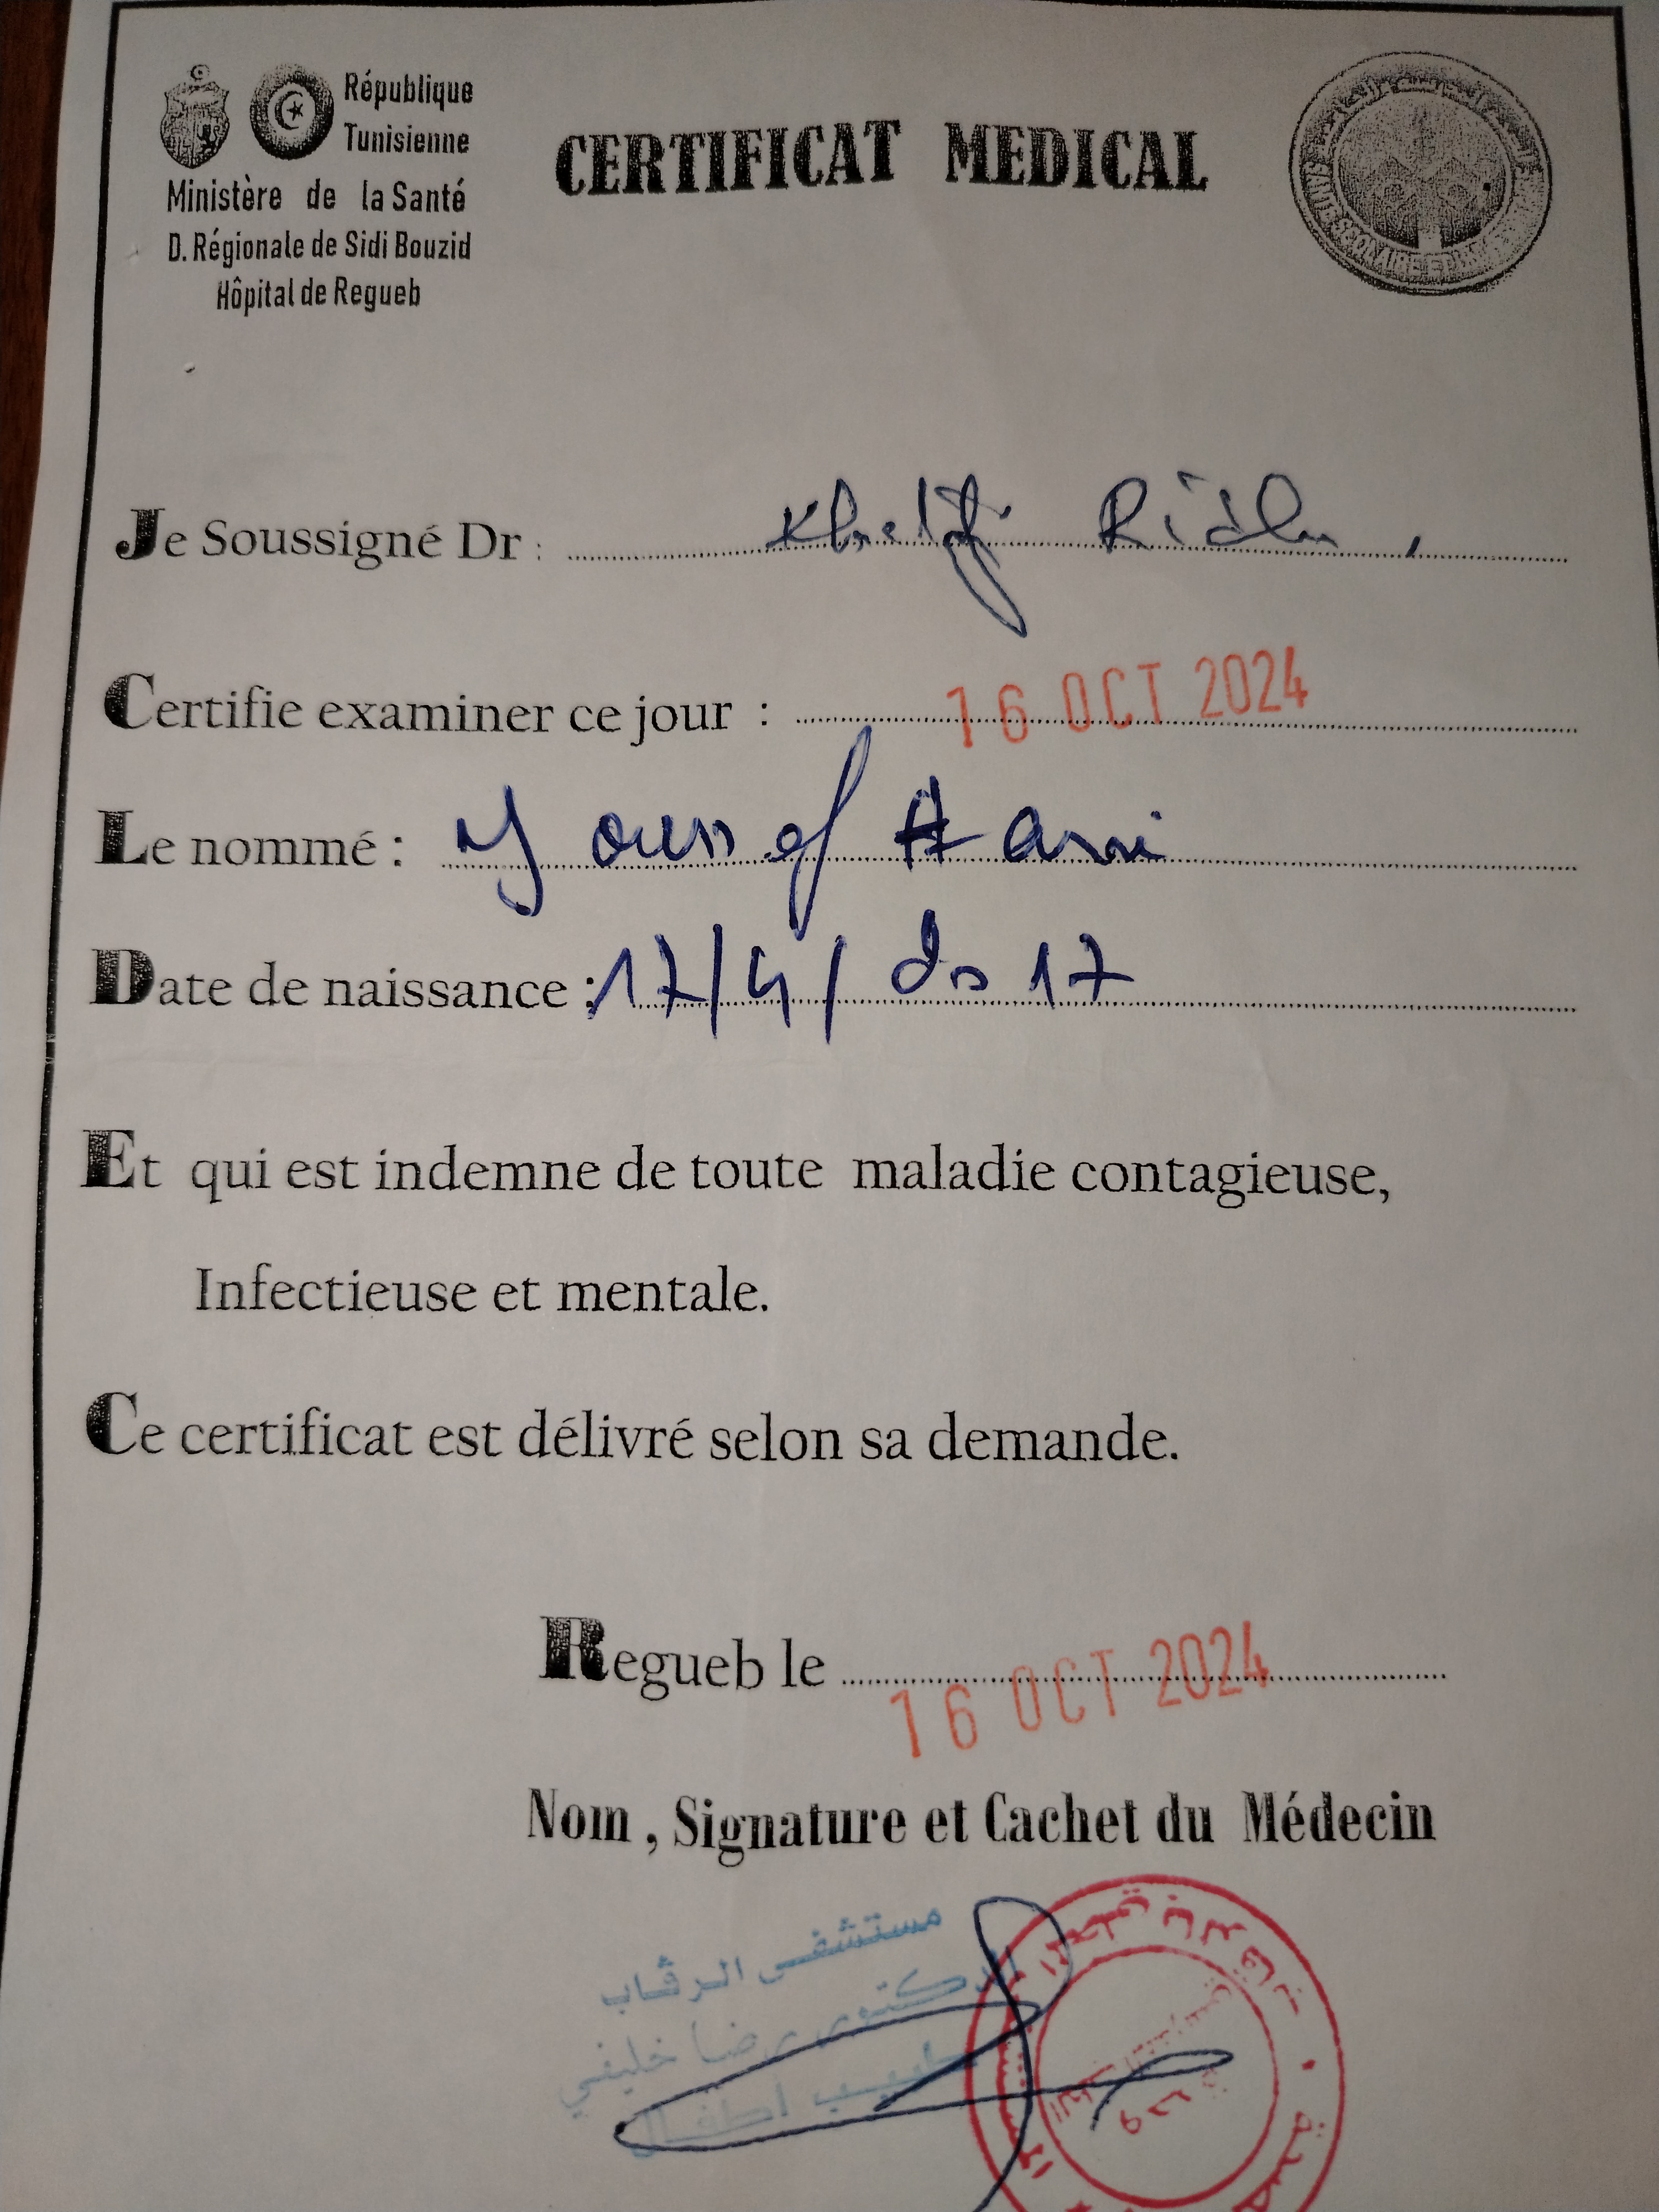 République
Tunisienne
Ministère de la Santé
D. Régionale de Sidi Bouzid
Hôpital de Regueb
CERTIFICAT MEDICAL
SCOLAIRE ET
Je Soussigné Dr : Khelifi Ridha ,
Certifie examiner ce jour : 16 OCT 2024
Le nommé : Youssef
Date de naissance : 17/4/2017
Et qui est indemne de toute maladie contagieuse,
Infectieuse et mentale.
Ce certificat est délivré selon sa demande.
Regueb le 16 OCT 2024
Nom , Signature et Cachet du Médecin
مستشفى الرقاب
الدكتور رضا خليفي
طبيب أطفال